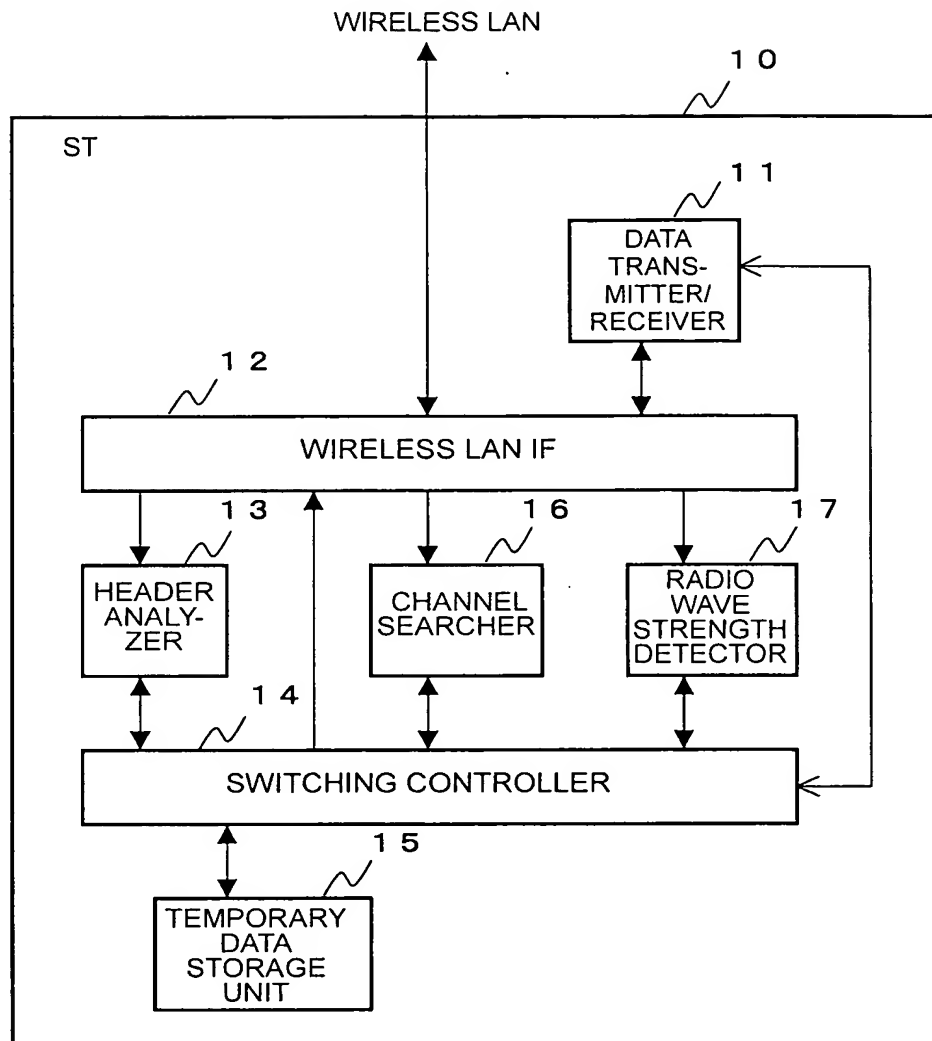 WIRELESS LAN
10
ST
11
DATA
TRANS-
MITTER/
RECEIVER
12
WIRELESS LAN IF
13
HEADER
ANALY-
ZER
16
CHANNEL
SEARCHER
17
RADIO
WAVE
STRENGTH
DETECTOR
14
SWITCHING CONTROLLER
15
TEMPORARY
DATA
STORAGE
UNIT